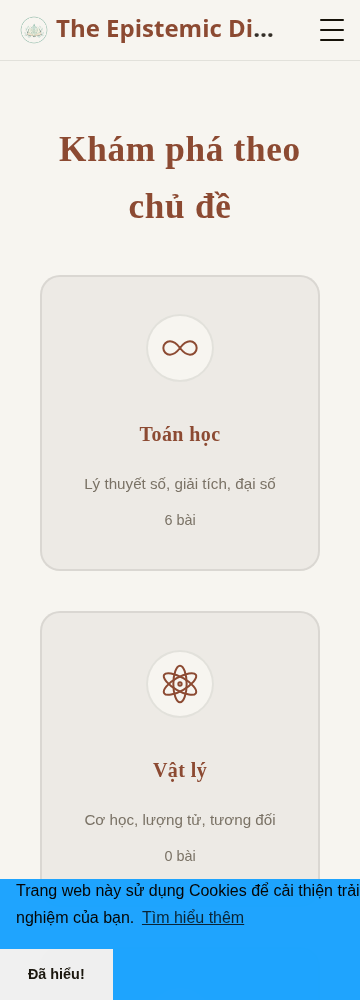 The Epistemic Di...
Khám phá theo
chủ đề
Toán học
Lý thuyết số, giải tích, đại số
6 bài
Vật lý
Cơ học, lượng tử, tương đối
0 bài
Trang web này sử dụng Cookies để cải thiện trải
nghiệm của bạn. Tìm hiểu thêm
Đã hiểu!